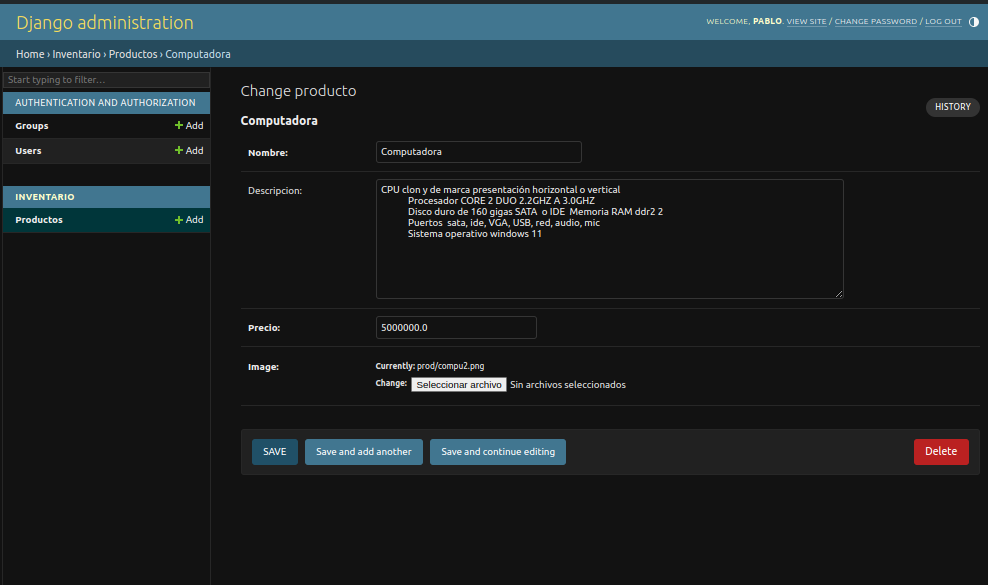 Django administration
WELCOME, PABLO. VIEW SITE / CHANGE PASSWORD / LOG OUT
Home › Inventario › Productos › Computadora
Start typing to filter...
AUTHENTICATION AND AUTHORIZATION
Groups + Add
Users + Add
INVENTARIO
Productos + Add
Change producto
HISTORY
Computadora
Nombre: Computadora
Descripcion: CPU clon y de marca presentación horizontal o vertical
Procesador CORE 2 DUO 2.2GHZ A 3.0GHZ
Disco duro de 160 gigas SATA  o IDE  Memoria RAM ddr2 2
Puertos  sata, ide, VGA, USB, red, audio, mic
Sistema operativo windows 11
Precio: 5000000.0
Image: Currently: prod/compu2.png
Change: Seleccionar archivo Sin archivos seleccionados
SAVE Save and add another Save and continue editing Delete